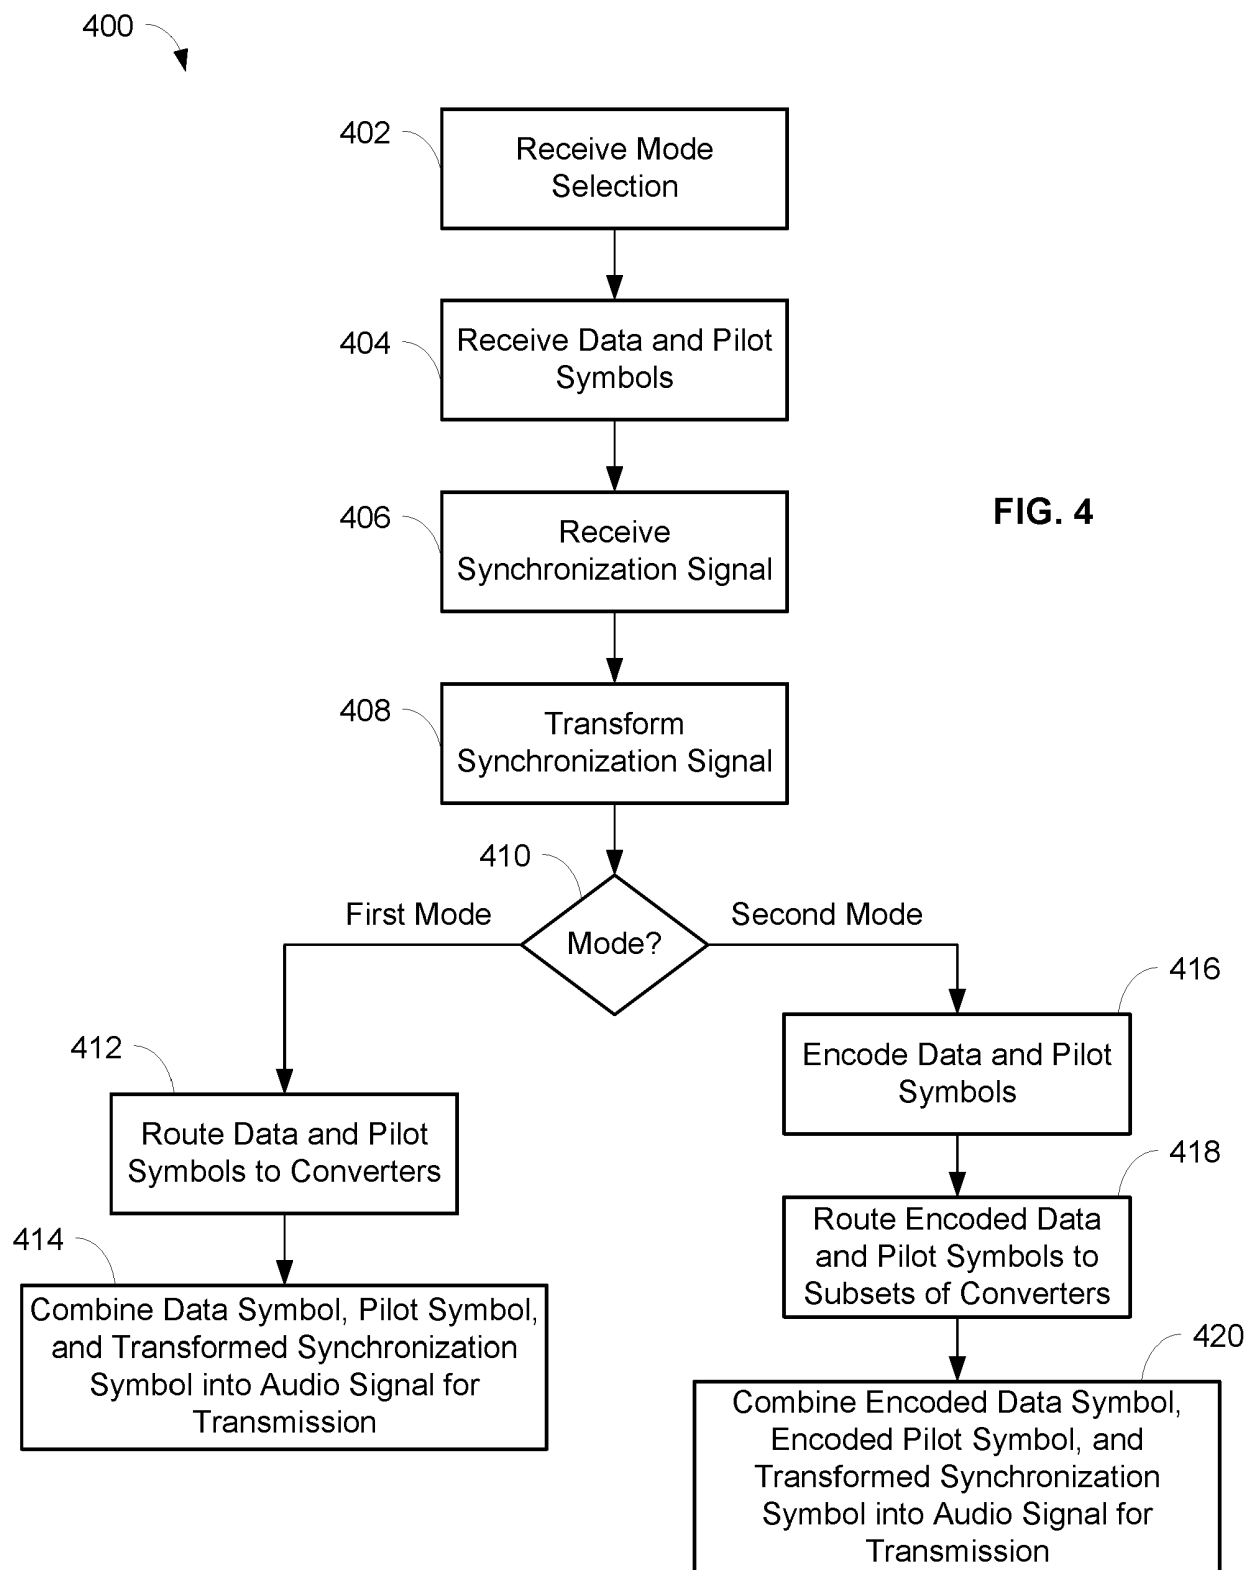 400
402
Receive Mode
Selection
404
Receive Data and Pilot
Symbols
406
Receive
Synchronization Signal
FIG. 4
408
Transform
Synchronization Signal
410
First Mode
Mode?
Second Mode
412
Route Data and Pilot
Symbols to Converters
414
Combine Data Symbol, Pilot Symbol,
and Transformed Synchronization
Symbol into Audio Signal for
Transmission
416
Encode Data and Pilot
Symbols
418
Route Encoded Data
and Pilot Symbols to
Subsets of Converters
420
Combine Encoded Data Symbol,
Encoded Pilot Symbol, and
Transformed Synchronization
Symbol into Audio Signal for
Transmission